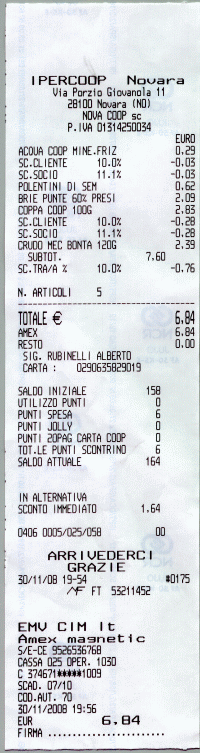 IPERCOOP Novara
Via Porzio Giovanola 11
28100 Novara (NO)
NOVA COOP sc
P.IVA 01314250034
EURO
ACQUA COOP MINE.FRIZ 0.29
SC.CLIENTE 10.0% -0.03
SC.SOCIO 11.1% -0.03
POLENTINI DI SEM 0.62
BRIE PUNTE 60% PRESI 2.09
COPPA COOP 100G 2.83
SC.CLIENTE 10.0% -0.28
SC.SOCIO 11.1% -0.28
CRUDO MEC BONTA 120G 2.39
SUBTOT. 7.60
SC.TRA/A % 10.0% -0.76
N. ARTICOLI 5
TOTALE € 6.84
AMEX 6.84
RESTO 0.00
SIG. RUBINELLI ALBERTO
CARTA : 0290635829019
SALDO INIZIALE 158
UTILIZZO PUNTI 0
PUNTI SPESA 6
PUNTI JOLLY 0
PUNTI 20PAG CARTA COOP 0
TOT.LE PUNTI SCONTRINO 6
SALDO ATTUALE 164
IN ALTERNATIVA
SCONTO IMMEDIATO 1.64
0406 0005/025/058 00
ARRIVEDERCI
GRAZIE
30/11/08 19-54 #0175
FT 53211452
EMV CIM It
Amex magnetic
S/E-CE 9526536768
CASSA 025 OPER. 1030
C 374671*****1009
SCAD. 07/10
COD.AUT. 70
30/11/2008 19:56
EUR 6.84
FIRMA ......................